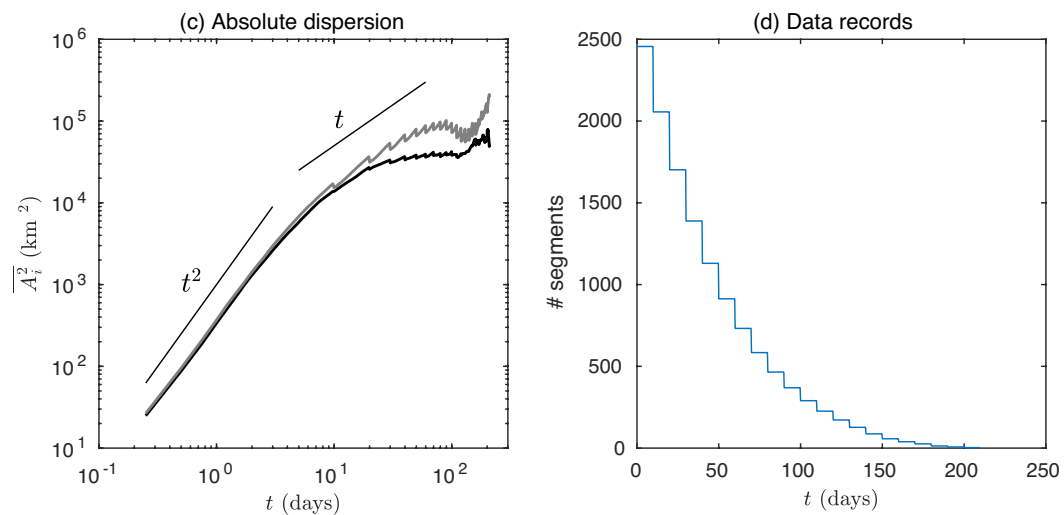 (c) Absolute dispersion
10^6
10^5
10^4
10^3
10^2
10^1
\overline{A_i^2} (km ^2)
t
t^2
10^-1
10^0
10^1
10^2
t (days)
(d) Data records
2500
2000
1500
1000
500
0
# segments
0
50
100
150
200
250
t (days)